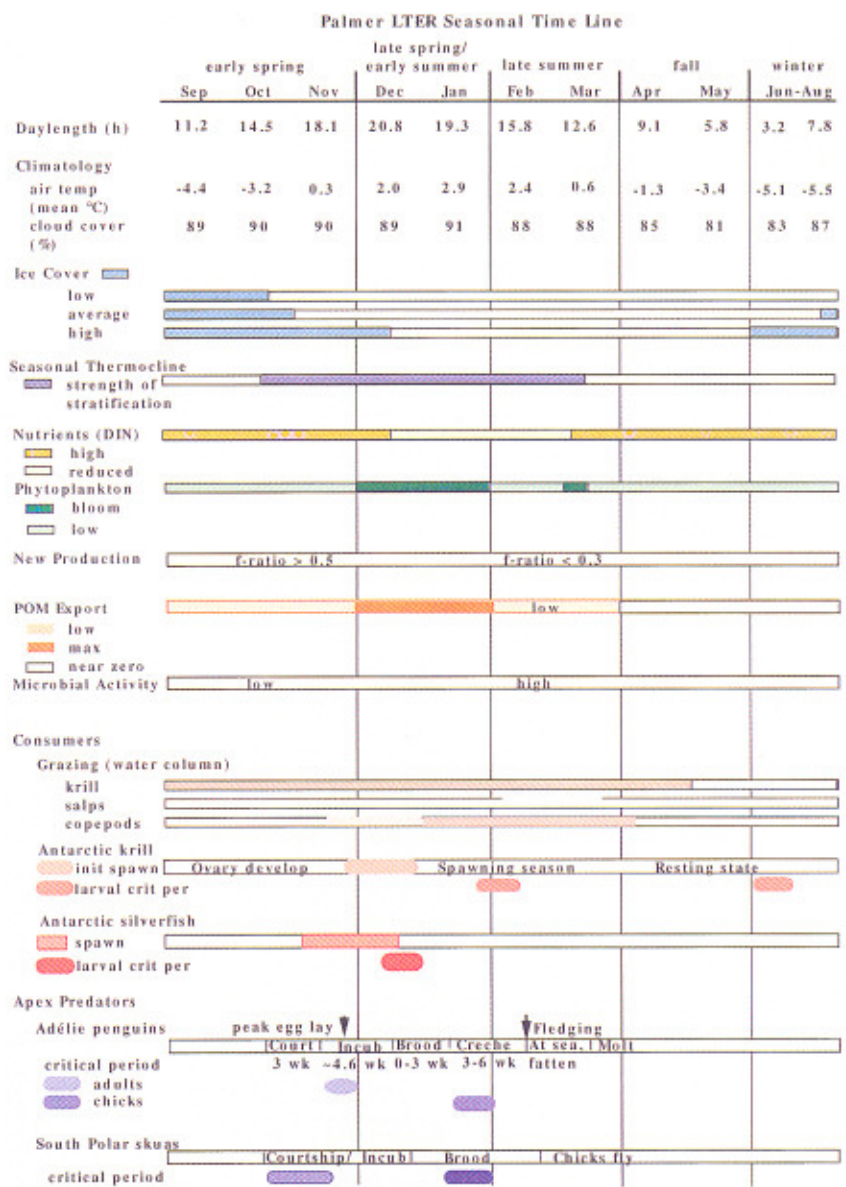 Palmer LTER Seasonal Time Line
early spring late spring/ early summer late summer fall winter
Sep Oct Nov Dec Jan Feb Mar Apr May Jun-Aug
Daylength (h) 11.2 14.5 18.1 20.8 19.3 15.8 12.6 9.1 5.8 3.2 7.8
Climatology
air temp -4.4 -3.2 0.3 2.0 2.9 2.4 0.6 -1.3 -3.4 -5.1 -5.5
(mean °C)
cloud cover 89 90 90 89 91 88 88 85 81 83 87
(%)
Ice Cover
low
average
high
Seasonal Thermocline
strength of
stratification
Nutrients (DIN)
high
reduced
Phytoplankton
bloom
low
New Production f-ratio > 0.5 f-ratio < 0.3
POM Export low
low
max
near zero
Microbial Activity low high
Consumers
Grazing (water column)
krill
salps
copepods
Antarctic krill
init spawn Ovary develop Spawning season Resting state
larval crit per
Antarctic silverfish
spawn
larval crit per
Apex Predators
Adélie penguins peak egg lay Fledging
Court Incub Brood Creche At sea, Molt
critical period 3 wk ~4.6 wk 0-3 wk 3-6 wk fatten
adults
chicks
South Polar skuas
Courtship/ Incub Brood Chicks fly
critical period